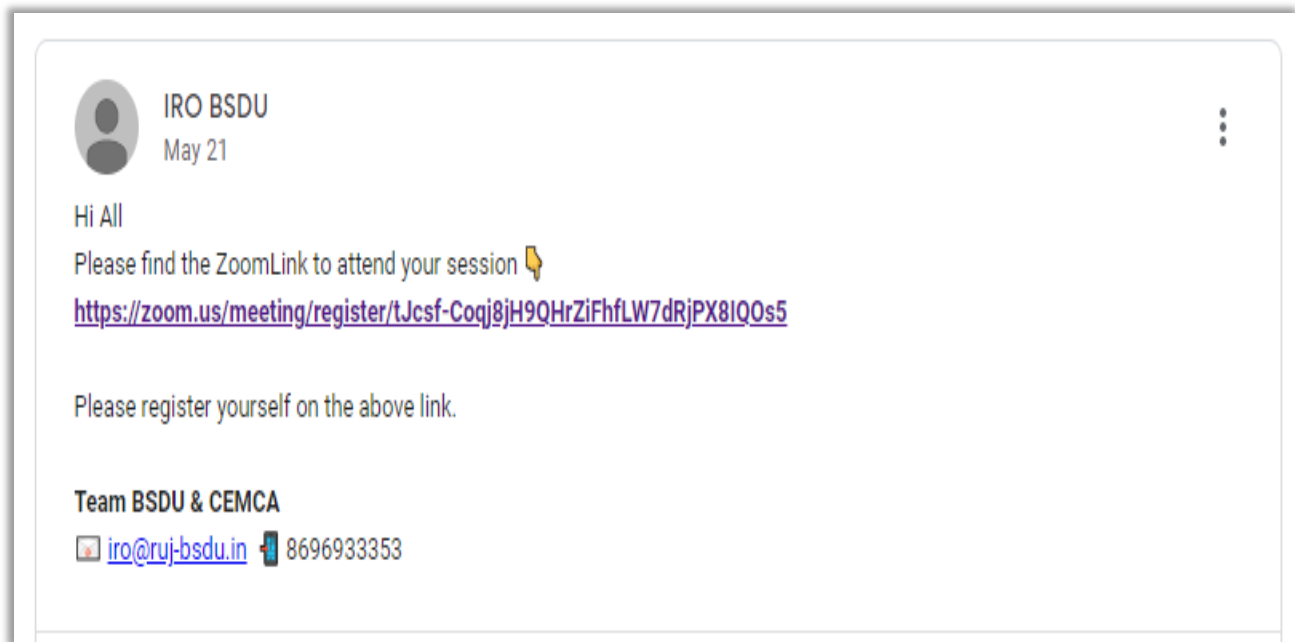 IRO BSDU
May 21
Hi All
Please find the ZoomLink to attend your session 👇
https://zoom.us/meeting/register/tJcsf-Coqj8jH9QHrZiFhfLW7dRjPX8IQOs5
Please register yourself on the above link.
Team BSDU & CEMCA
📧 iro@ruj-bsdu.in 📲 8696933353